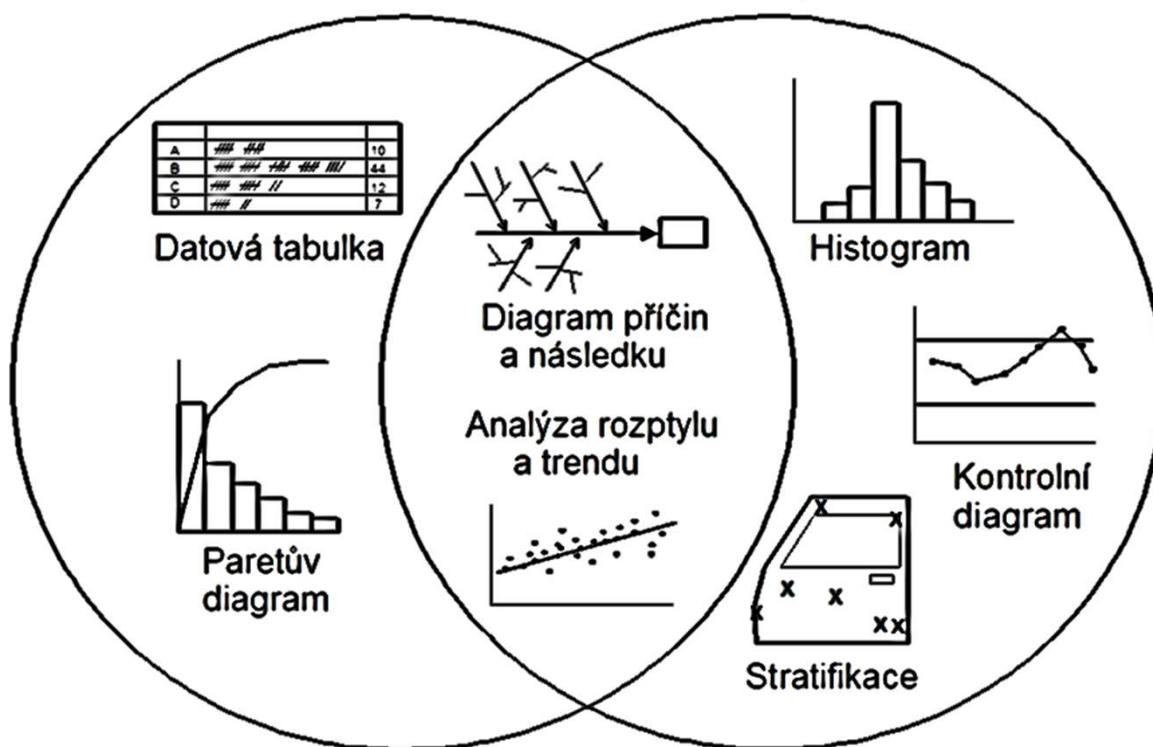 A 10
B 44
C 12
D 7
Datová tabulka
Diagram příčin
a následku
Histogram
Analýza rozptylu
a trendu
Kontrolní
diagram
Paretův
diagram
X
X
X
X
X
X X
Stratifikace